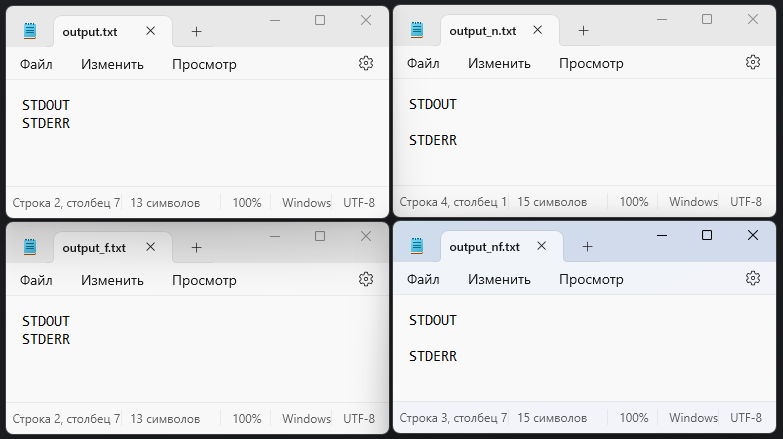 output.txt
Файл Изменить Просмотр
STDOUT
STDERR
Строка 2, столбец 7 13 символов 100% Windows UTF-8
output_n.txt
Файл Изменить Просмотр
STDOUT
STDERR
Строка 4, столбец 1 15 символов 100% Windows UTF-8
output_f.txt
Файл Изменить Просмотр
STDOUT
STDERR
Строка 2, столбец 7 13 символов 100% Windows UTF-8
output_nf.txt
Файл Изменить Просмотр
STDOUT
STDERR
Строка 3, столбец 7 15 символов 100% Windows UTF-8